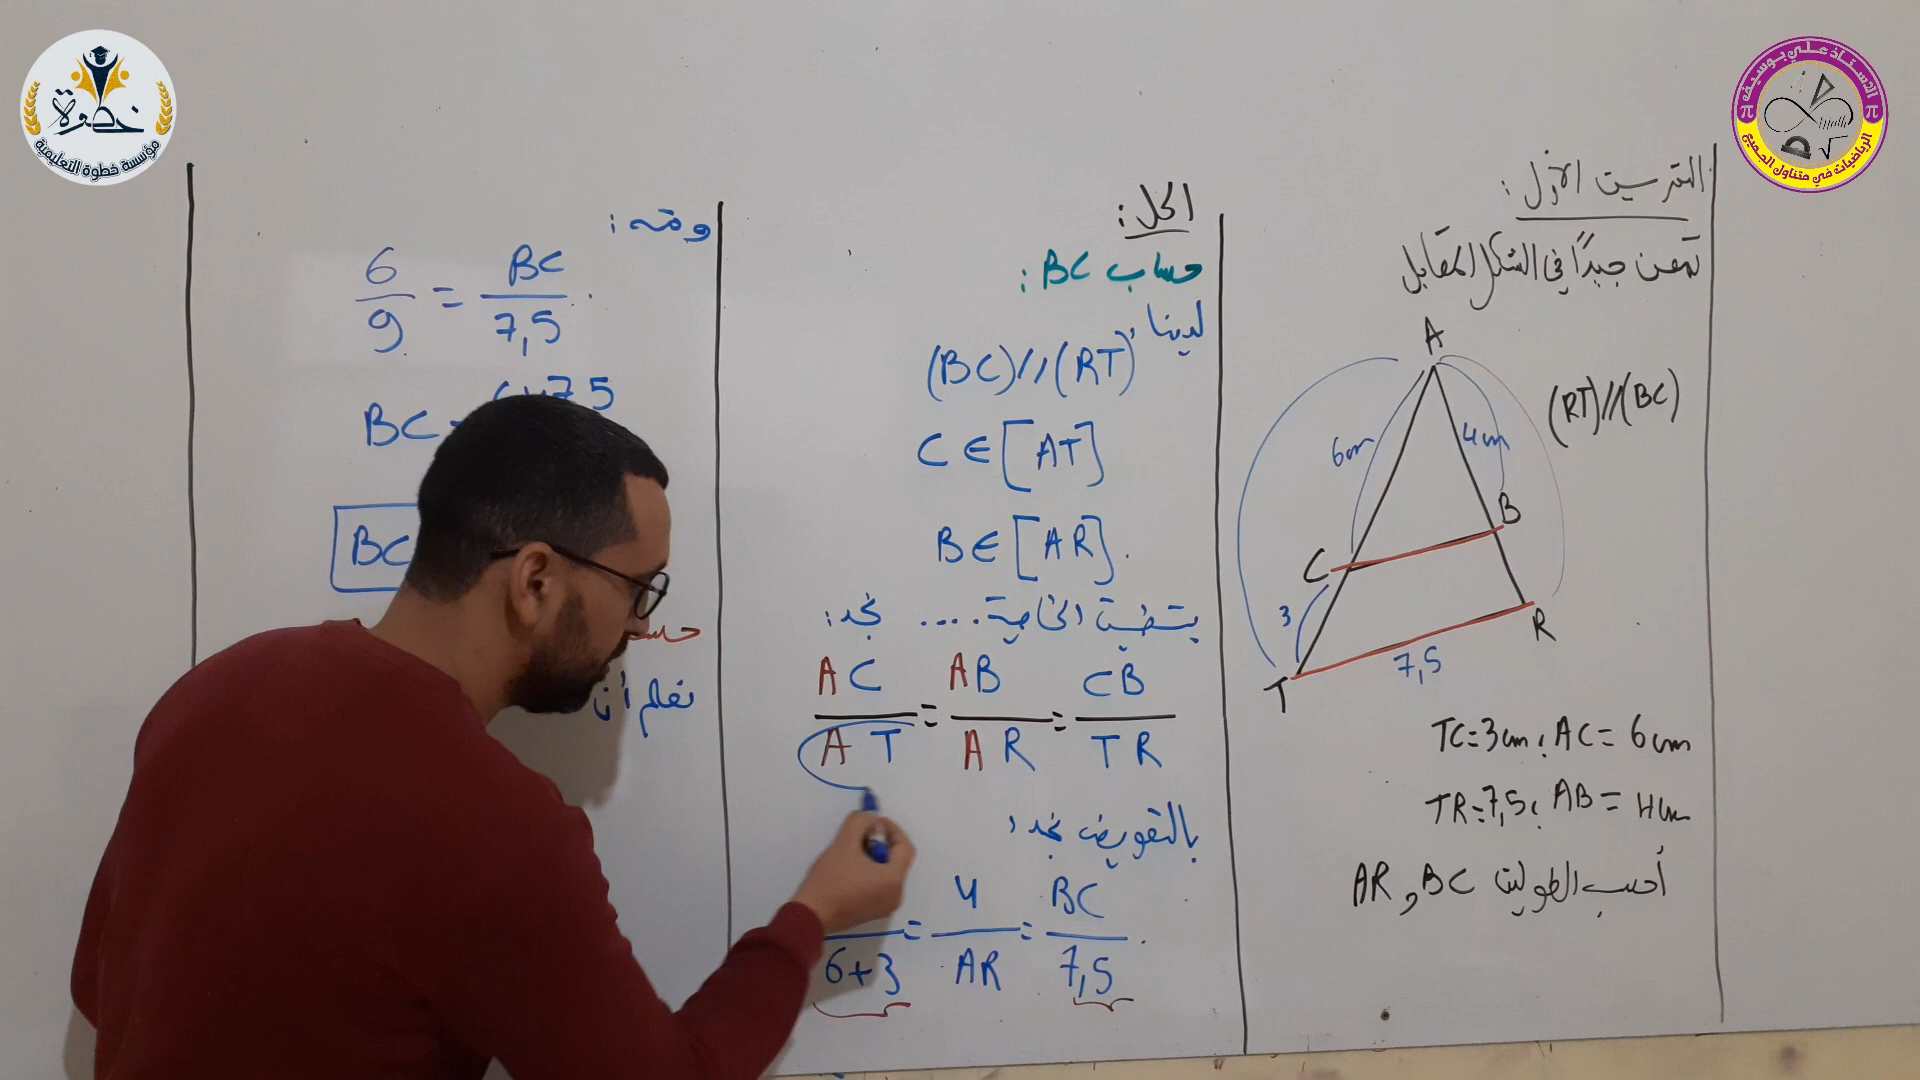 خطوة
مؤسسة خطوة التعليمية
الأستاذ علي بوسيف
Math
الرياضيات في متناول الجميع
التمرين الأول:
تمعن جيدًا في الشكل المقابل
A
(RT)//(BC)
6cm
4cm
B
C
3
R
7,5
T
TC=3cm ; AC= 6cm
TR=7,5 ; AB= 4cm
أحسب الطولين BC و AR
الحل:
حساب BC:
لدينا:
(BC)//(RT)
C ∈ [AT]
B ∈ [AR].
بتطبيق الخاصية .... نجد:
AC/AT = AB/AR = CB/TR
بالتعويض نجد:
/6+3 = 4/AR = BC/7,5.
ومنه:
6/9 = BC/7,5.
BC
BC
نعلم أن